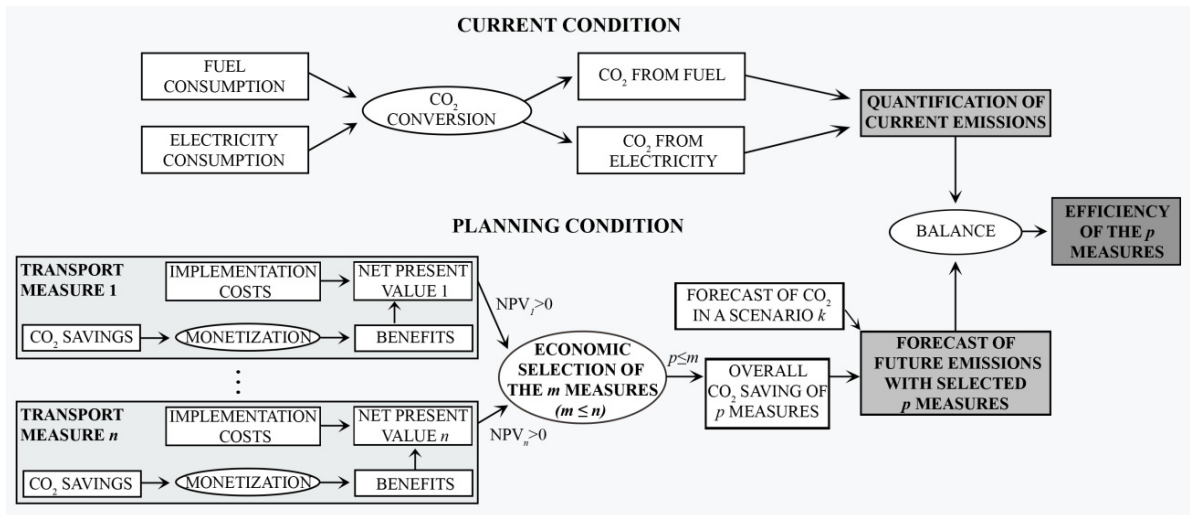 CURRENT CONDITION
FUEL
CONSUMPTION
ELECTRICITY
CONSUMPTION
CO₂
CONVERSION
CO₂ FROM FUEL
CO₂ FROM
ELECTRICITY
QUANTIFICATION OF
CURRENT EMISSIONS
BALANCE
EFFICIENCY
OF THE p
MEASURES
PLANNING CONDITION
TRANSPORT
MEASURE 1
IMPLEMENTATION
COSTS
NET PRESENT
VALUE 1
CO₂ SAVINGS
MONETIZATION
BENEFITS
NPV₁>0
⋮
TRANSPORT
MEASURE n
IMPLEMENTATION
COSTS
NET PRESENT
VALUE n
CO₂ SAVINGS
MONETIZATION
BENEFITS
NPVₙ>0
ECONOMIC
SELECTION OF
THE m MEASURES
(m ≤ n)
p≤m
FORECAST OF CO₂
IN A SCENARIO k
OVERALL
CO₂ SAVING OF
p MEASURES
FORECAST OF
FUTURE EMISSIONS
WITH SELECTED
p MEASURES